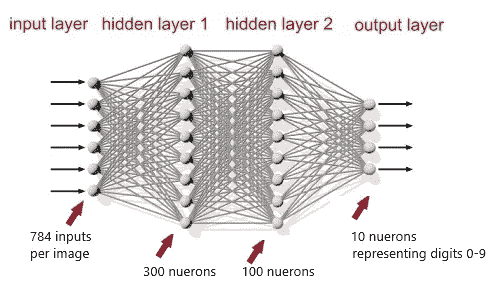 input layer hidden layer 1 hidden layer 2 output layer
784 inputs
per image
300 nuerons
100 nuerons
10 nuerons
representing digits 0-9